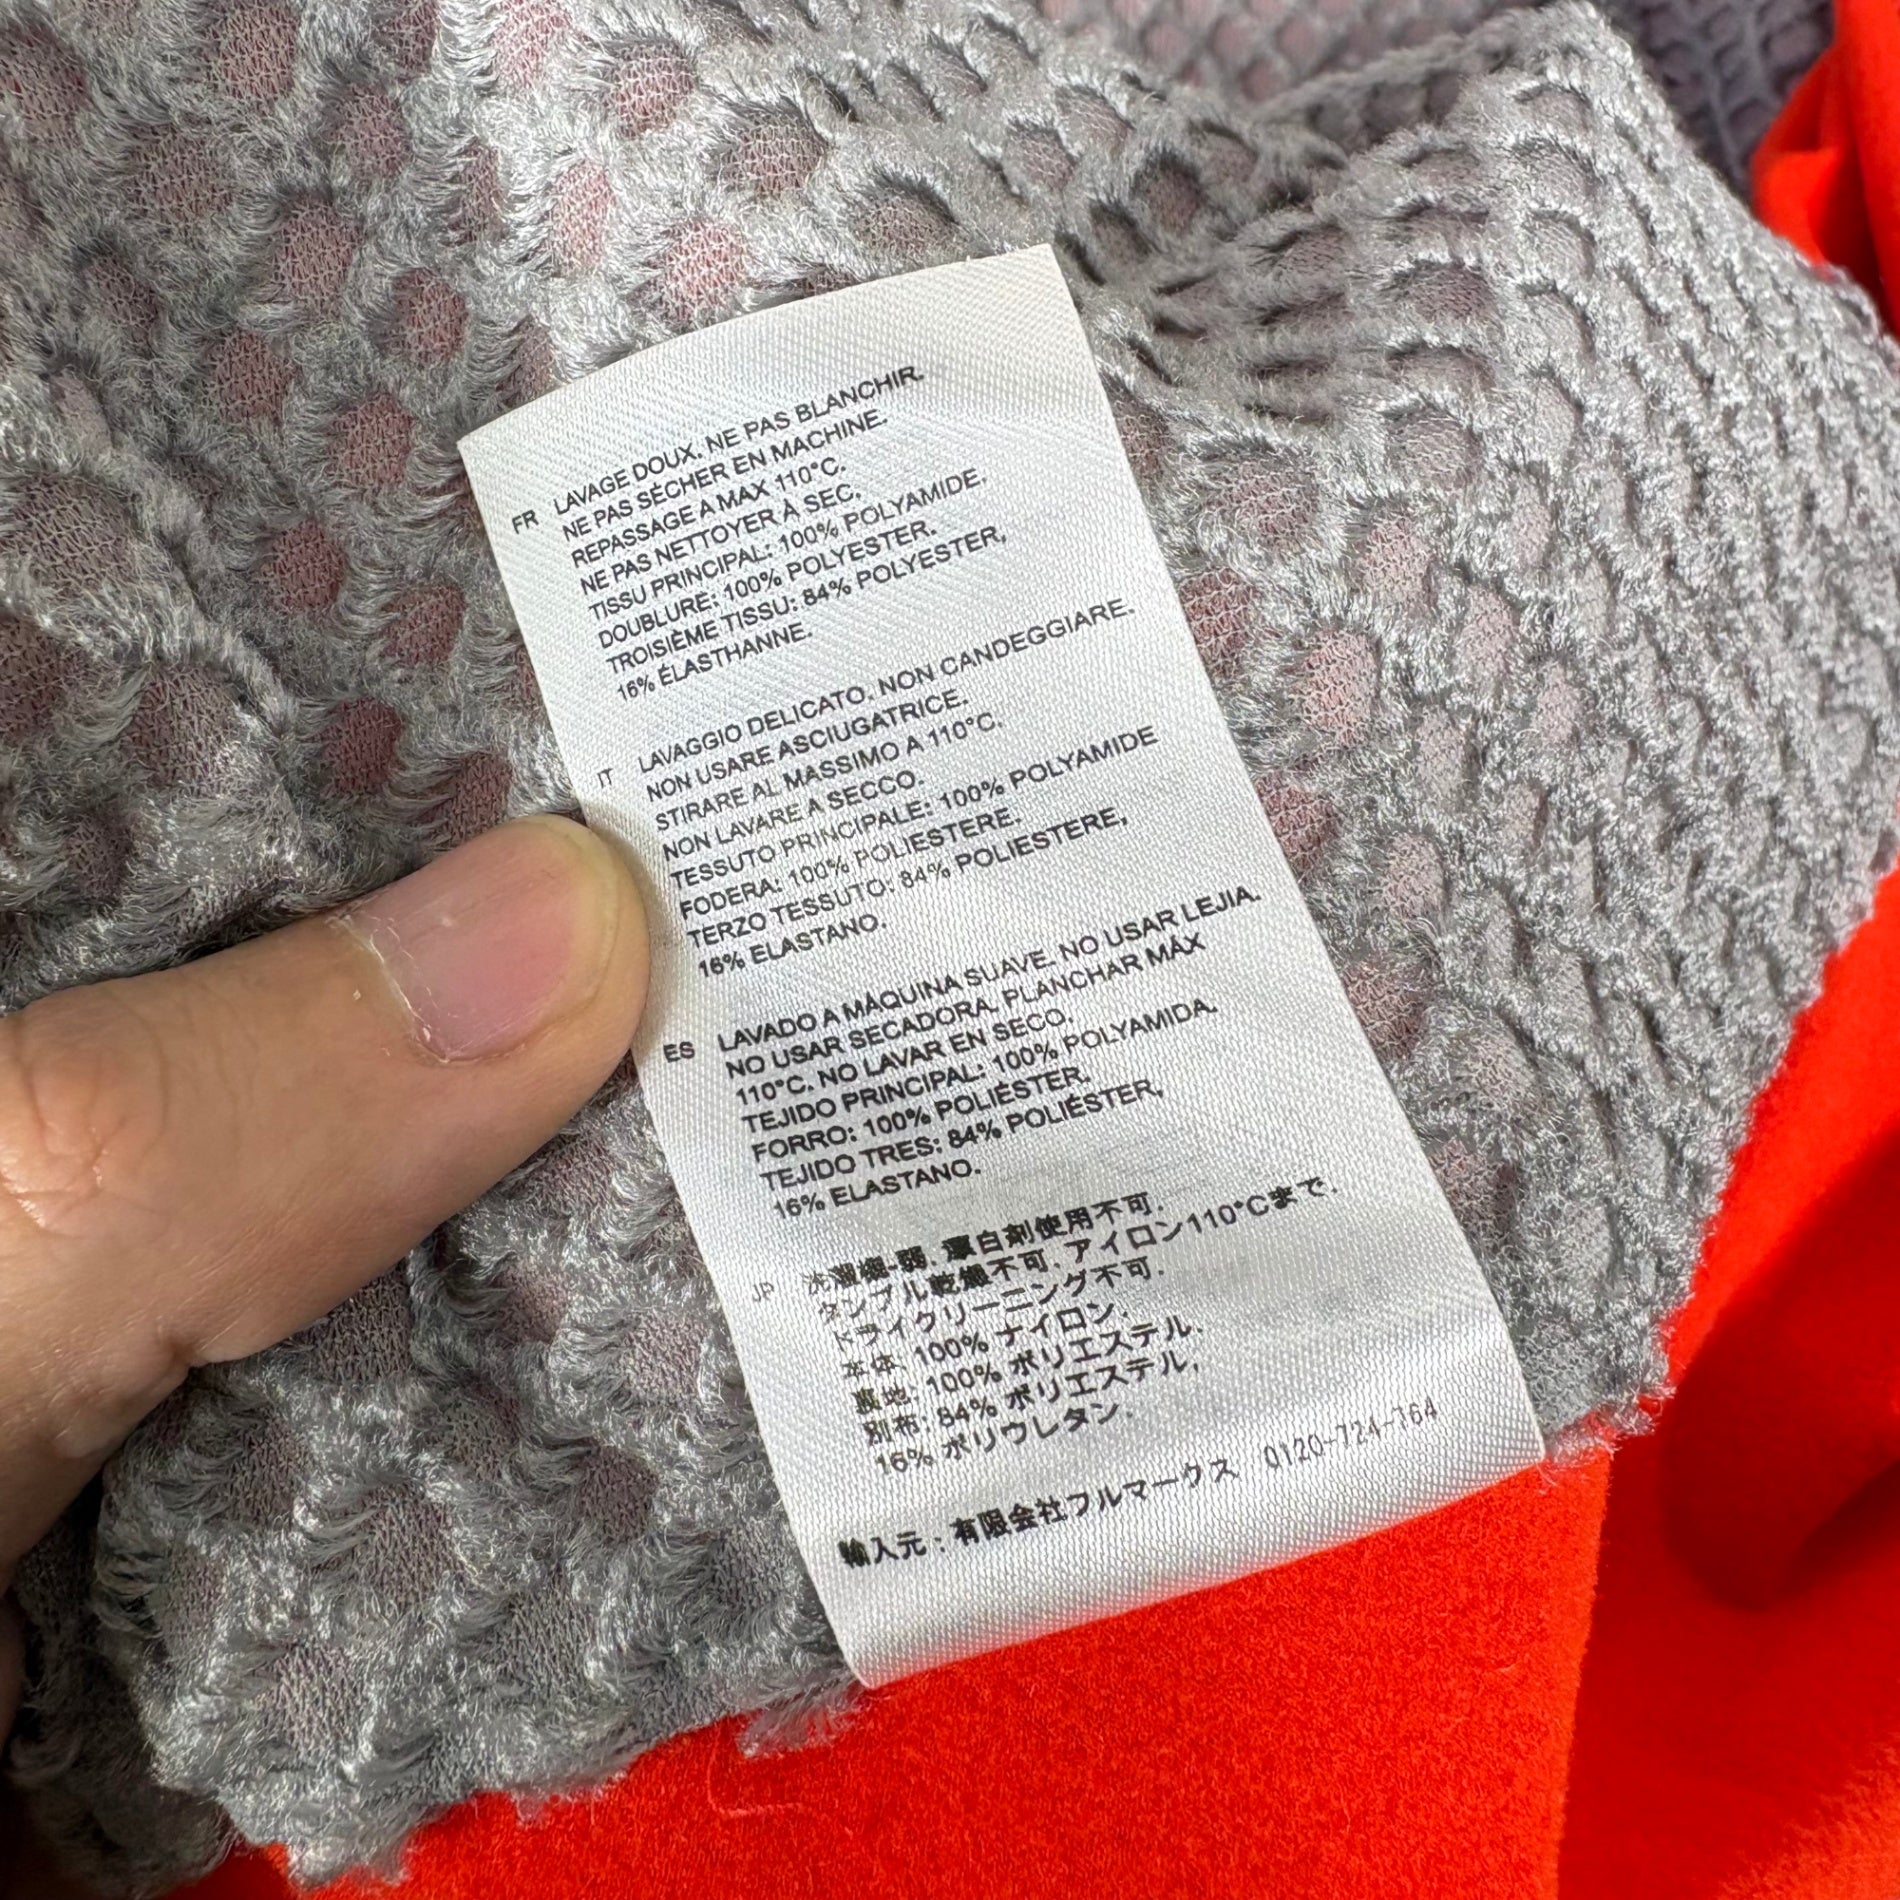 FR LAVAGE DOUX. NE PAS BLANCHIR.
NE PAS SÉCHER EN MACHINE.
REPASSAGE A MAX 110°C.
NE PAS NETTOYER À SEC.
TISSU PRINCIPAL: 100% POLYAMIDE.
DOUBLURE: 100% POLYESTER.
TROISIÈME TISSU: 84% POLYESTER,
16% ÉLASTHANNE.
IT LAVAGGIO DELICATO. NON CANDEGGIARE.
NON USARE ASCIUGATRICE.
STIRARE AL MASSIMO A 110°C.
NON LAVARE A SECCO.
TESSUTO PRINCIPALE: 100% POLYAMIDE
FODERA: 100% POLIESTERE.
TERZO TESSUTO: 84% POLIESTERE,
16% ELASTANO.
ES LAVADO A MÁQUINA SUAVE. NO USAR LEJIA.
NO USAR SECADORA, PLANCHAR MÁX
110°C. NO LAVAR EN SECO.
TEJIDO PRINCIPAL: 100% POLYAMIDA.
FORRO: 100% POLIÉSTER.
TEJIDO TRES: 84% POLIÉSTER,
16% ELASTANO.
JP 弱. 漂白剤使用不可.
タンブル乾燥不可. アイロン110°Cまで.
ドライクリーニング不可.
本体: 100% ナイロン.
裏地: 100% ポリエステル.
別布: 84% ポリエステル,
16% ポリウレタン.
輸入元：有限会社フルマークス 0120-724-764